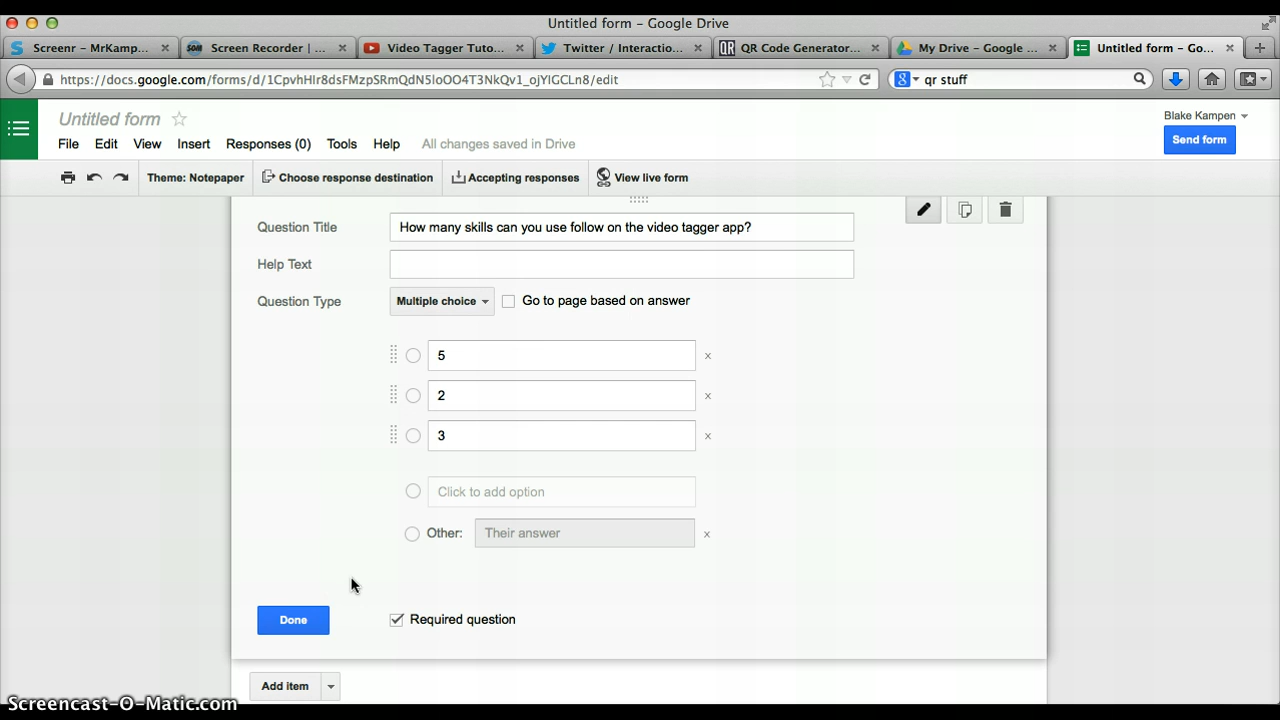 Untitled form – Google Drive
Screenr – MrKamp... × Screen Recorder | ... × Video Tagger Tuto... × Twitter / Interactio... × QR Code Generator... × My Drive – Google ... × Untitled form – Go... ×
https://docs.google.com/forms/d/1CpvhHIr8dsFMzpSRmQdN5IoOO4T3NkQv1_ojYIGCLn8/edit qr stuff
Untitled form
Blake Kampen
File Edit View Insert Responses (0) Tools Help All changes saved in Drive
Send form
Theme: Notepaper Choose response destination Accepting responses View live form
Question Title How many skills can you use follow on the video tagger app?
Help Text
Question Type Multiple choice Go to page based on answer
5 x
2 x
3 x
Click to add option
Other: Their answer x
Done Required question
Add item
Screencast-O-Matic.com